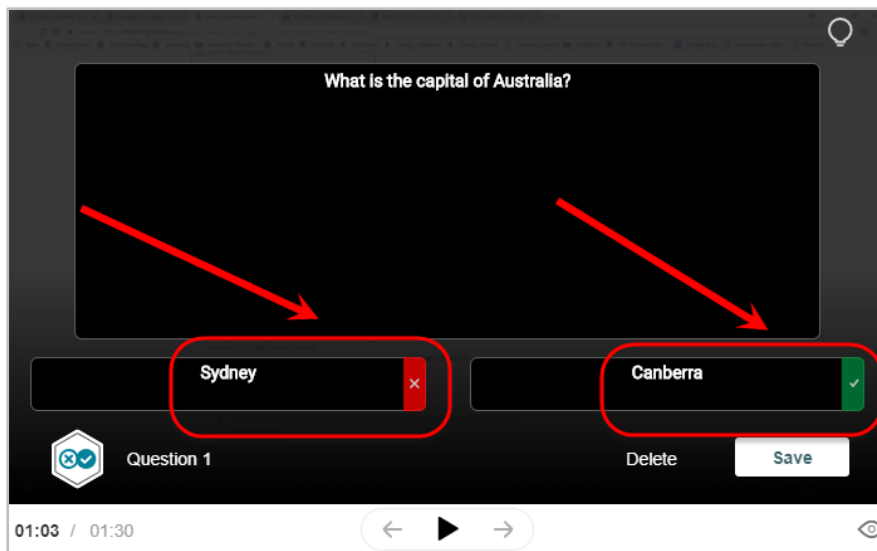 What is the capital of Australia?
Sydney
Canberra
Question 1
Delete
Save
01:03 / 01:30